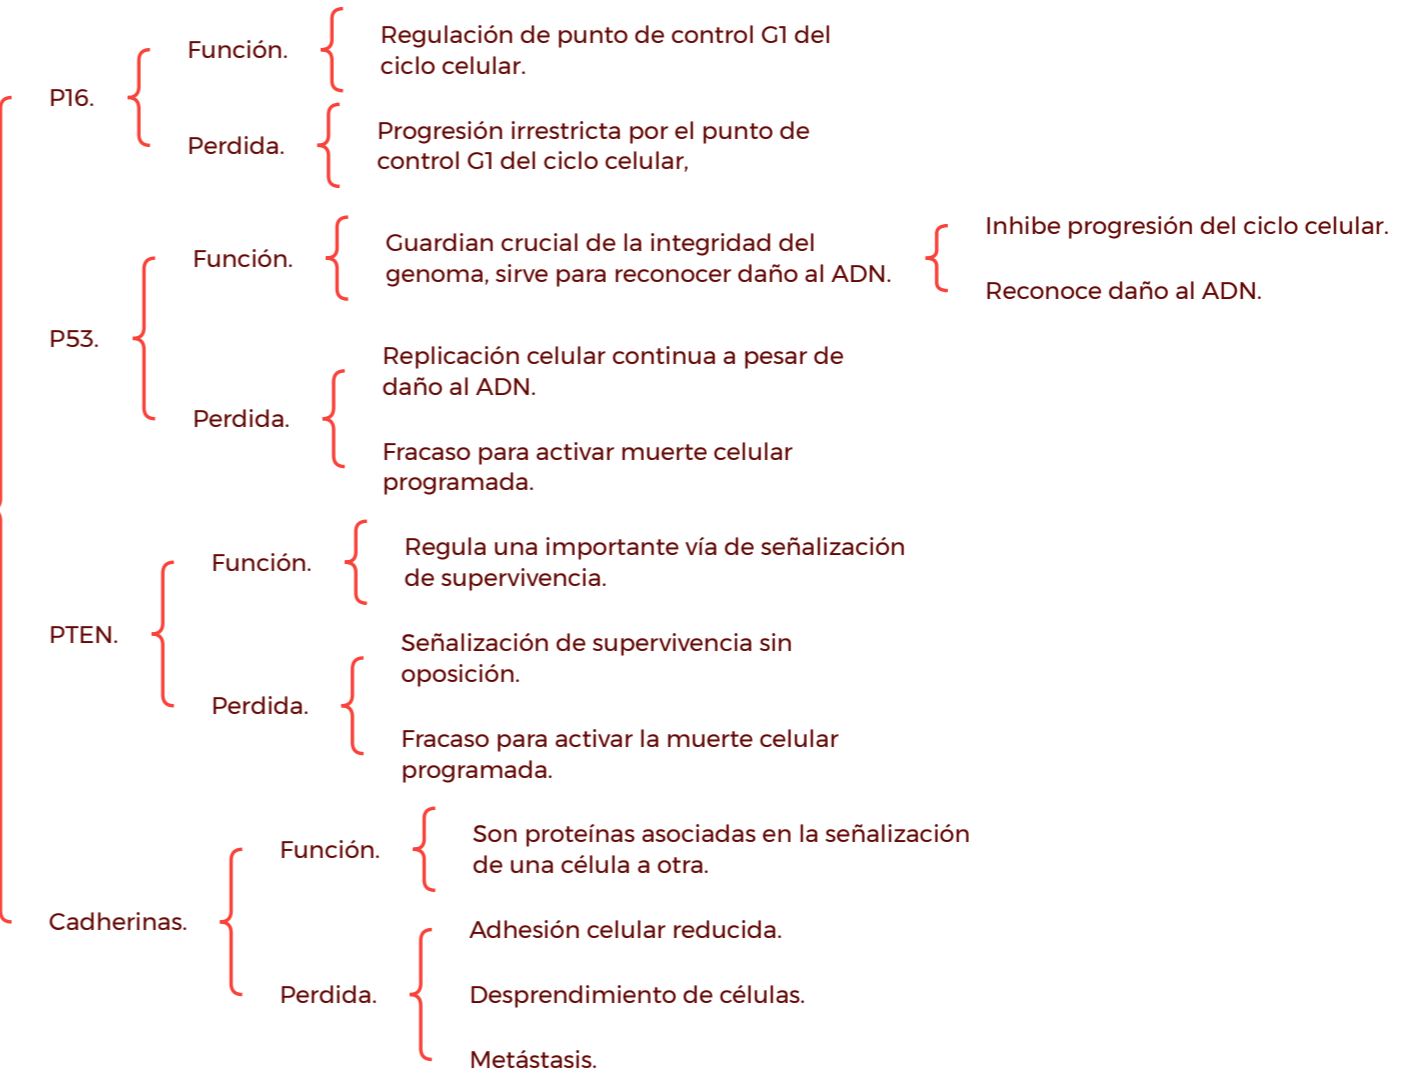 P16.
Función.
Regulación de punto de control G1 del
ciclo celular.
Perdida.
Progresión irrestricta por el punto de
control G1 del ciclo celular,
P53.
Función.
Guardian crucial de la integridad del
genoma, sirve para reconocer daño al ADN.
Inhibe progresión del ciclo celular.
Reconoce daño al ADN.
Perdida.
Replicación celular continua a pesar de
daño al ADN.
Fracaso para activar muerte celular
programada.
PTEN.
Función.
Regula una importante vía de señalización
de supervivencia.
Perdida.
Señalización de supervivencia sin
oposición.
Fracaso para activar la muerte celular
programada.
Cadherinas.
Función.
Son proteínas asociadas en la señalización
de una célula a otra.
Perdida.
Adhesión celular reducida.
Desprendimiento de células.
Metástasis.